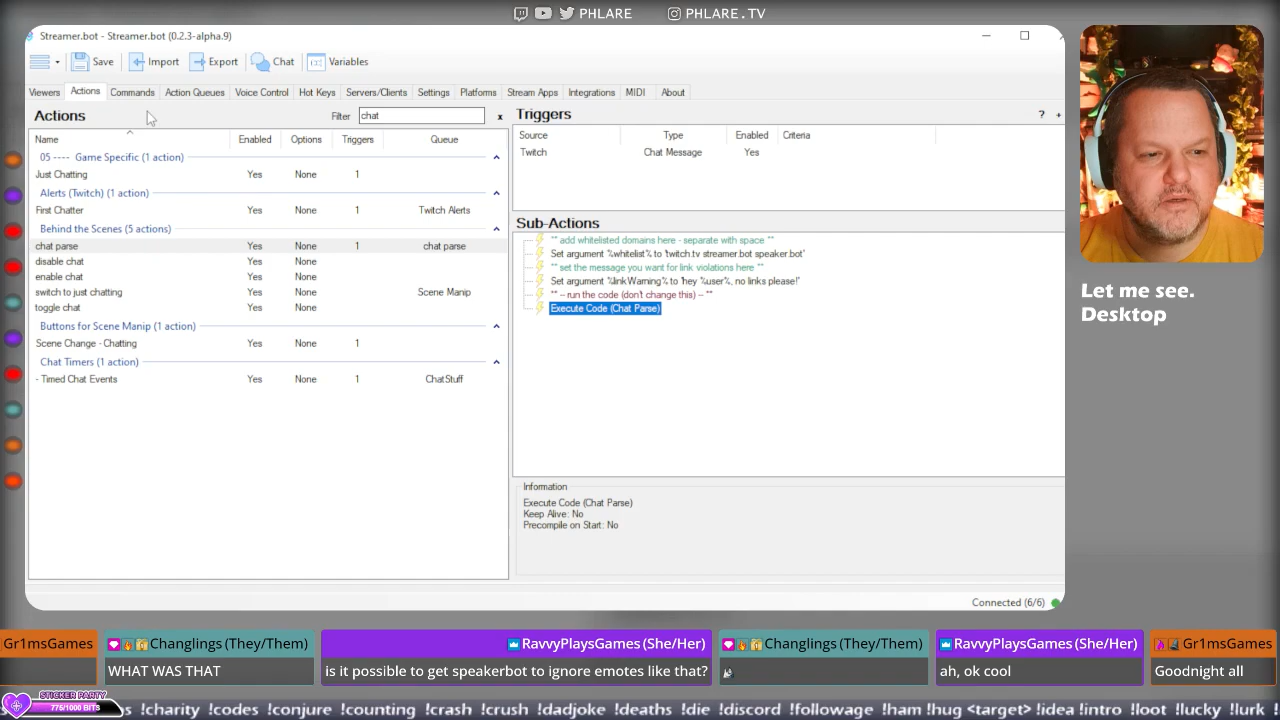 PHLARE PHLARE.TV
Streamer.bot - Streamer.bot (0.2.3-alpha.9)
Save Import Export Chat Variables
Viewers Actions Commands Action Queues Voice Control Hot Keys Servers/Clients Settings Platforms Stream Apps Integrations MIDI About
Actions Filter chat x
Name Enabled Options Triggers Queue
05 ---- Game Specific (1 action)
Just Chatting Yes None 1
Alerts (Twitch) (1 action)
First Chatter Yes None 1 Twitch Alerts
Behind the Scenes (5 actions)
chat parse Yes None 1 chat parse
disable chat Yes None
enable chat Yes None
switch to just chatting Yes None Scene Manip
toggle chat Yes None
Buttons for Scene Manip (1 action)
Scene Change - Chatting Yes None 1
Chat Timers (1 action)
- Timed Chat Events Yes None 1 ChatStuff
Triggers ? +
Source Type Enabled Criteria
Twitch Chat Message Yes
Sub-Actions
** add whitelisted domains here - separate with space **
Set argument %whitelist% to 'twitch.tv streamer.bot speaker.bot'
** set the message you want for link violations here **
Set argument %linkWarning% to 'hey %user%, no links please!'
** -- run the code (don't change this) -- **
Execute Code (Chat Parse)
Information
Execute Code (Chat Parse)
Keep Alive: No
Precompile on Start: No
Connected (6/6)
Let me see.
Desktop
Gr1msGames Changlings (They/Them) RavvyPlaysGames (She/Her) Changlings (They/Them) RavvyPlaysGames (She/Her) Gr1msGames
WHAT WAS THAT is it possible to get speakerbot to ignore emotes like that? ah, ok cool Goodnight all
STICKER PARTY
775/1000 BITS
!charity !codes !conjure !counting !crash !crush !dadjoke !deaths !die !discord !followage !ham !hug <target> !idea !intro !loot !lucky !lurk